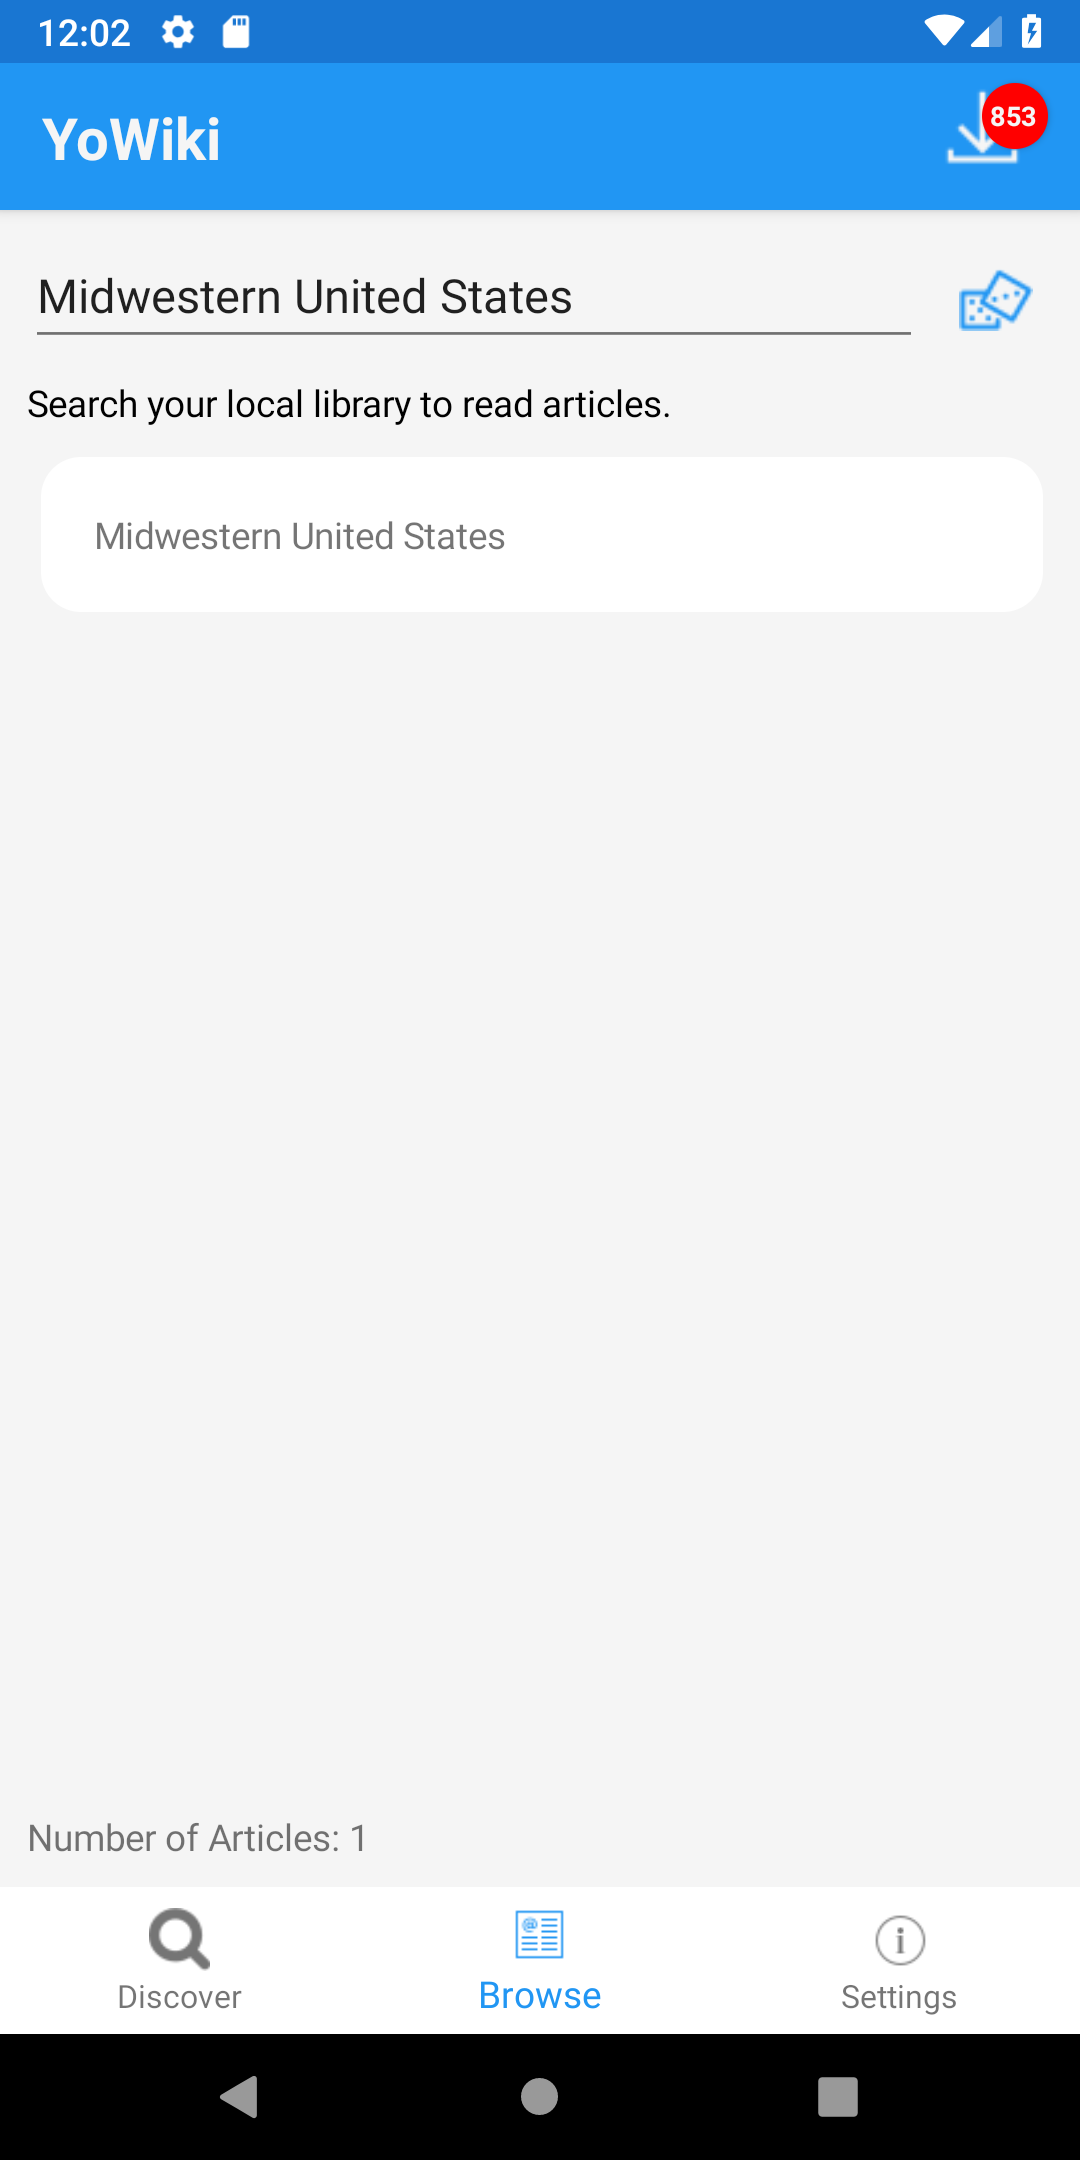 12:02
YoWiki
853
Midwestern United States
Search your local library to read articles.
Midwestern United States
Number of Articles: 1
Discover
Browse
Settings